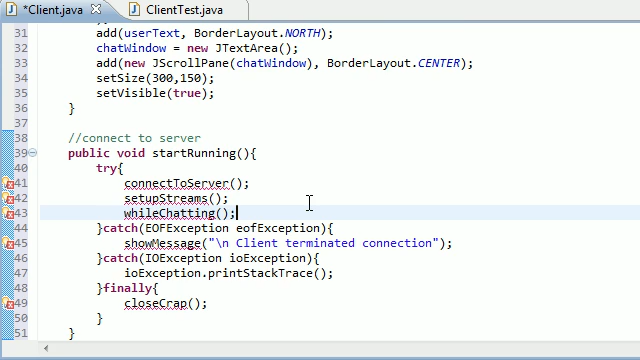 *Client.java ClientTest.java
31 add(userText, BorderLayout.NORTH);
32 chatWindow = new JTextArea();
33 add(new JScrollPane(chatWindow), BorderLayout.CENTER);
34 setSize(300,150);
35 setVisible(true);
36 }
37
38 //connect to server
39 public void startRunning(){
40 try{
41 connectToServer();
42 setupStreams();
43 whileChatting();
44 }catch(EOFException eofException){
45 showMessage("\n Client terminated connection");
46 }catch(IOException ioException){
47 ioException.printStackTrace();
48 }finally{
49 closeCrap();
50 }
51 }